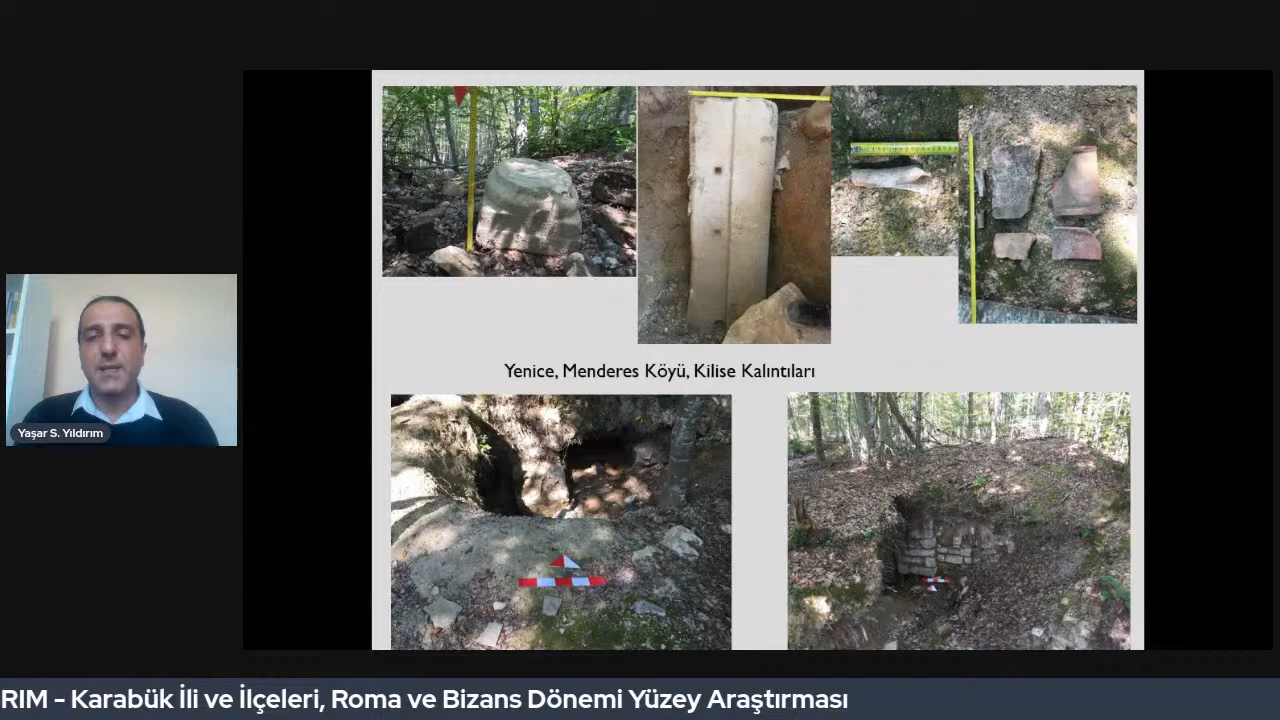 Yenice, Menderes Köyü, Kilise Kalıntıları
Yaşar S. Yıldırım
RIM - Karabük İli ve İlçeleri, Roma ve Bizans Dönemi Yüzey Araştırması